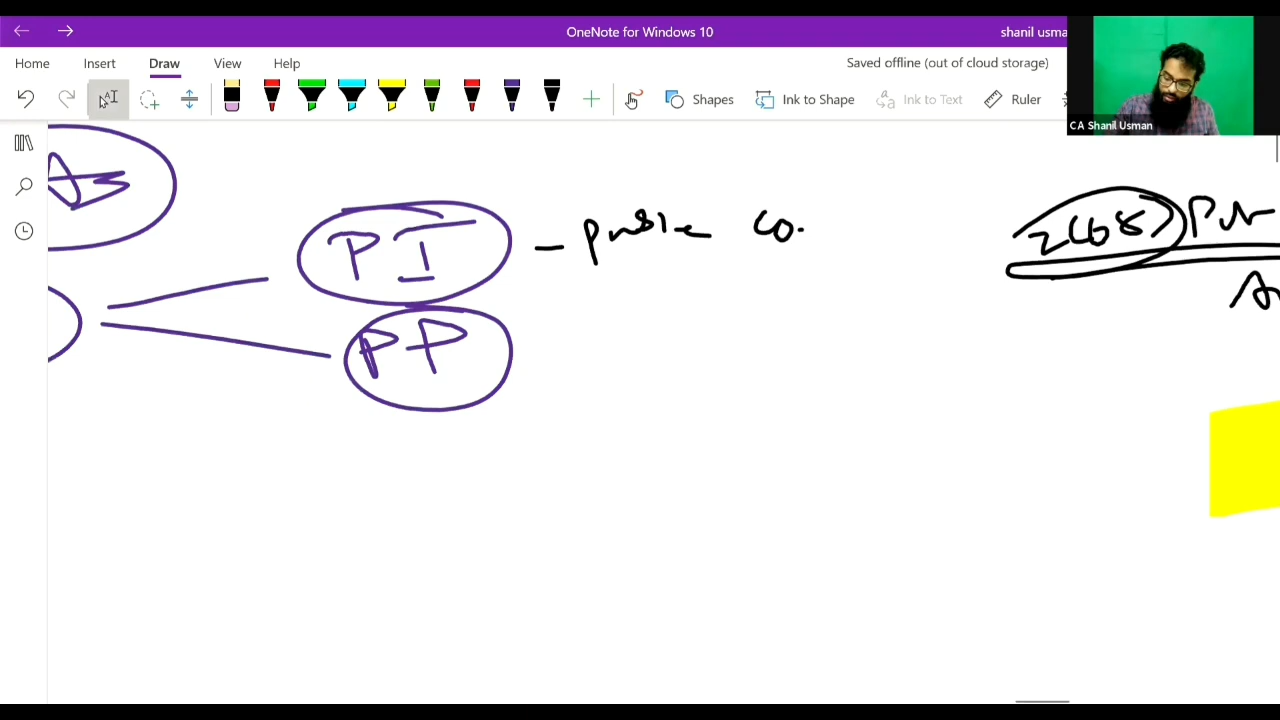 OneNote for Windows 10
shanil usma
Home Insert Draw View Help
Saved offline (out of cloud storage)
Shapes Ink to Shape Ink to Text Ruler
CA Shanil Usman
PI - public co.
2(68)
PP